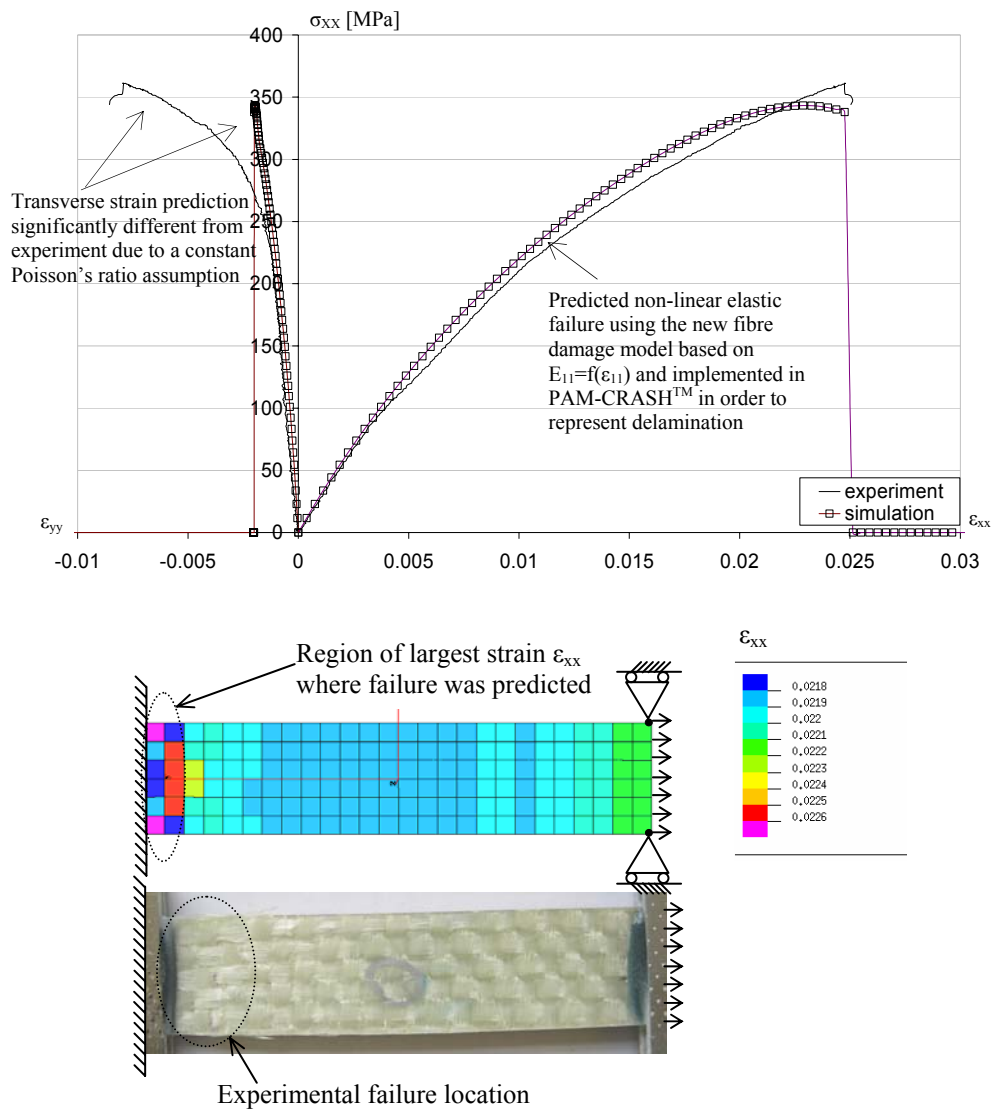 σxx [MPa]
400
350
300
250
200
150
100
50
0
Transverse strain prediction
significantly different from
experiment due to a constant
Poisson's ratio assumption
Predicted non-linear elastic
failure using the new fibre
damage model based on
E11=f(ε11) and implemented in
PAM-CRASH™ in order to
represent delamination
experiment
simulation
εyy
εxx
-0.01 -0.005 0 0.005 0.01 0.015 0.02 0.025 0.03
Region of largest strain εxx
where failure was predicted
εxx
0.0218
0.0219
0.022
0.0221
0.0222
0.0223
0.0224
0.0225
0.0226
Experimental failure location